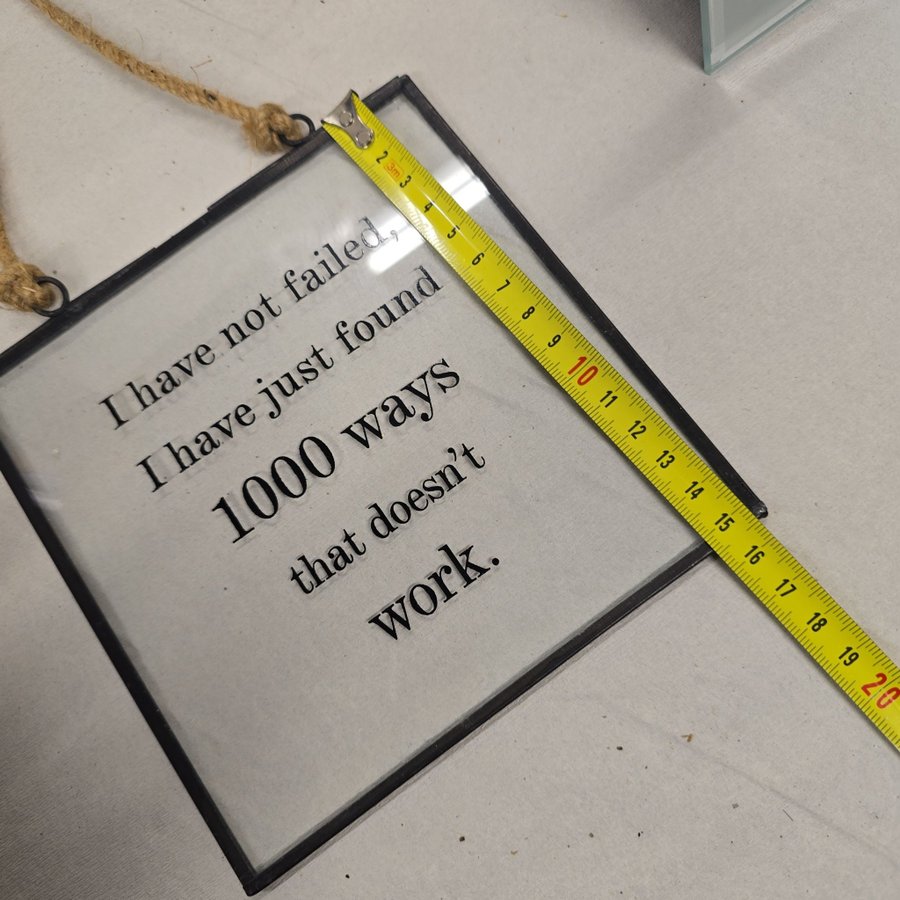 I have not failed,
I have just found
1000 ways
that doesn't
work.
2 3m 3 4 5 6 7 8 9 10 11 12 13 14 15 16 17 18 19 20